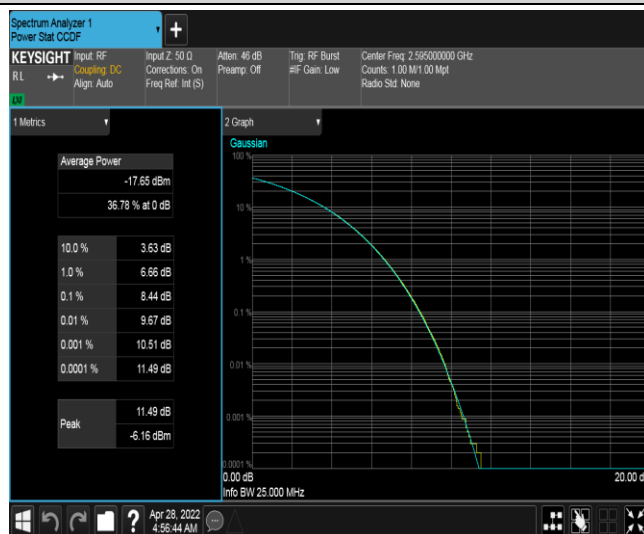 Spectrum Analyzer 1
Power Stat CCDF
KEYSIGHT
RL
LXI
Input: RF
Coupling: DC
Align: Auto
Input Z: 50 Ω
Corrections: On
Freq Ref: Int (S)
Atten: 46 dB
Preamp: Off
Trig: RF Burst
#IF Gain: Low
Center Freq: 2.595000000 GHz
Counts: 1.00 M/1.00 Mpt
Radio Std: None
1 Metrics
Average Power
-17.65 dBm
36.78 % at 0 dB
10.0 % 3.63 dB
1.0 % 6.66 dB
0.1 % 8.44 dB
0.01 % 9.67 dB
0.001 % 10.51 dB
0.0001 % 11.49 dB
Peak
11.49 dB
-6.16 dBm
2 Graph
Gaussian
100 %
10 %
1 %
0.1 %
0.01 %
0.001 %
0.0001 %
0.00 dB
20.00 d
Info BW 25.000 MHz
?
Apr 28, 2022
4:56:44 AM